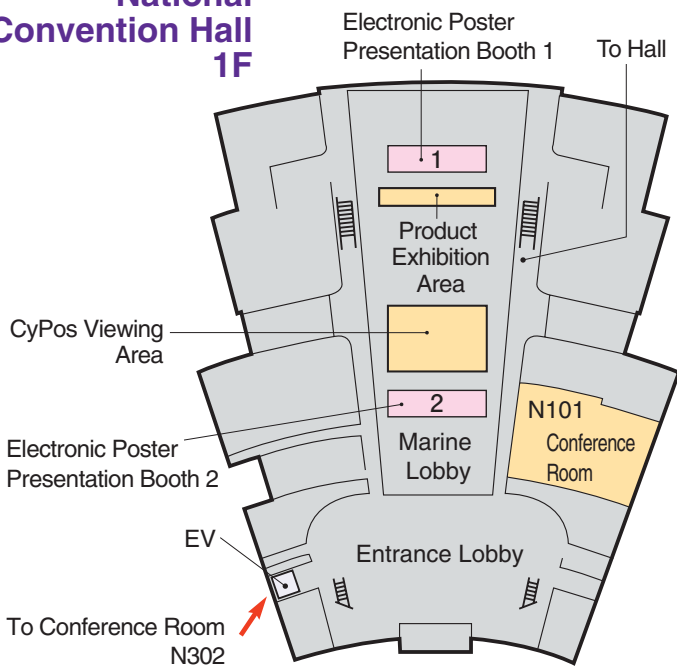 National
Convention Hall
1F
Electronic Poster
Presentation Booth 1
To Hall
1
Product
Exhibition
Area
CyPos Viewing
Area
2
N101
Conference
Room
Marine
Lobby
Electronic Poster
Presentation Booth 2
EV
Entrance Lobby
To Conference Room
N302